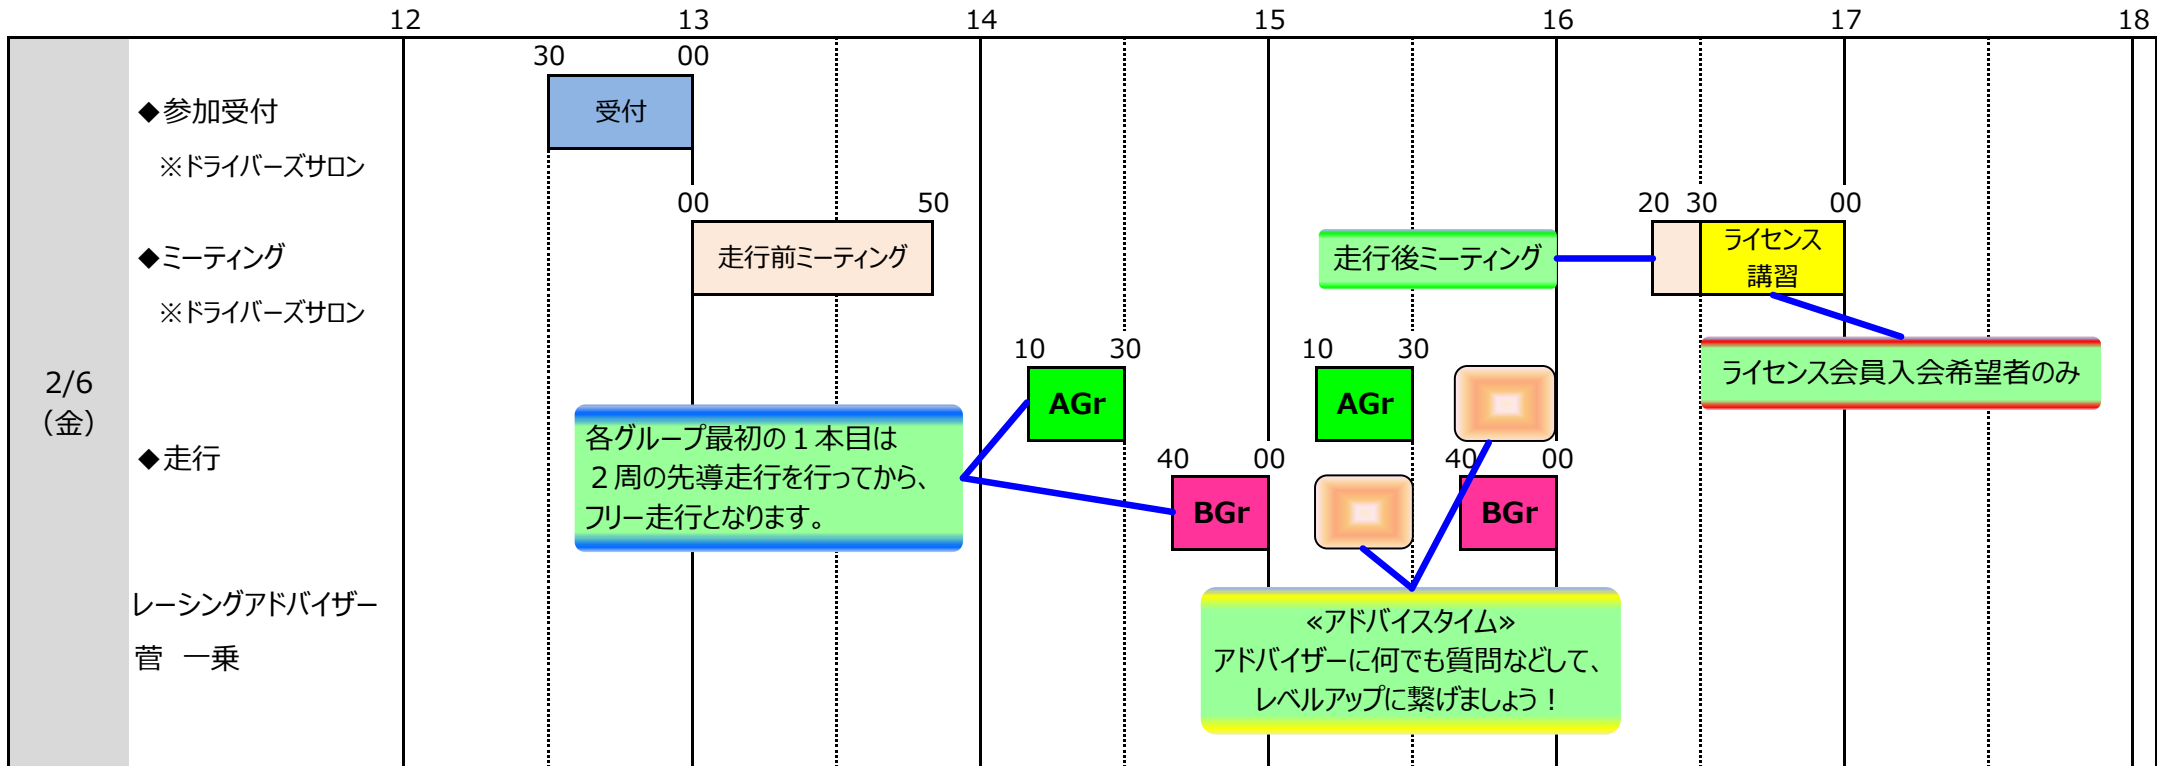 12 13 14 15 16 17 18
30 00
◆参加受付
受付
※ドライバーズサロン
00 50 20 30 00
◆ミーティング
走行前ミーティング
走行後ミーティング
ライセンス
講習
※ドライバーズサロン
10 30 10 30
ライセンス会員入会希望者のみ
2/6
（金）
AGr AGr
各グループ最初の１本目は
２周の先導走行を行ってから、
フリー走行となります。
◆走行
40 00 40 00
BGr BGr
レーシングアドバイザー
菅　一乗
≪アドバイスタイム≫
アドバイザーに何でも質問などして、
レベルアップに繋げましょう！